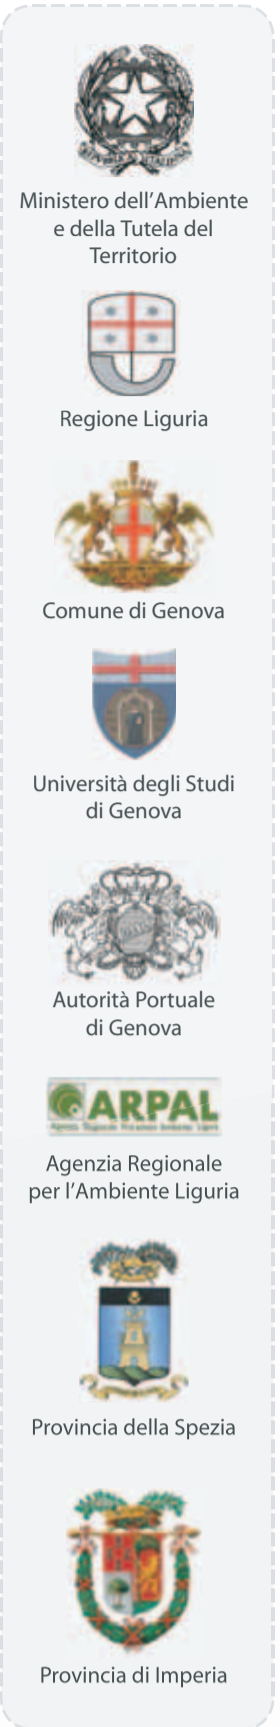 Ministero dell’Ambiente
e della Tutela del
Territorio
Regione Liguria
Comune di Genova
Università degli Studi
di Genova
Autorità Portuale
di Genova
ARPAL
Agenzia Regionale
per l’Ambiente Liguria
Provincia della Spezia
Provincia di Imperia